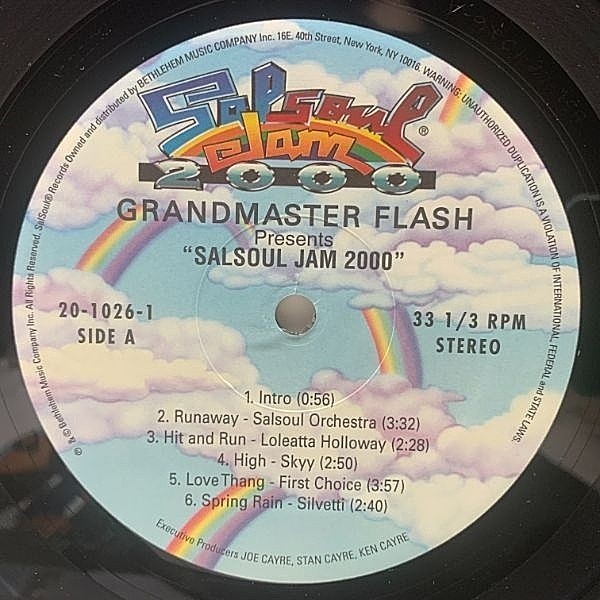 ℗ & © Bethlehem Music Company Inc. All Rights Reserved. SalSoul® Records Owned and distributed by BETHLEHEM MUSIC COMPANY Inc. 16E. 40th Street, New York, NY 10016. WARNING: UNAUTHORIZED DUPLICATION IS A VIOLATION OF INTERNATIONAL, FEDERAL and STATE LAWS.
Salsoul ®
Jam
2000
GRANDMASTER FLASH
Presents
“SALSOUL JAM 2000”
20-1026-1
SIDE A
33 1/3 RPM
STEREO
1. Intro (0:56)
2. Runaway - Salsoul Orchestra (3:32)
3. Hit and Run - Loleatta Holloway (2:28)
4. High - Skyy (2:50)
5. Love Thang - First Choice (3:57)
6. Spring Rain - Silvetti (2:40)
Executive Producers JOE CAYRE, STAN CAYRE, KEN CAYRE